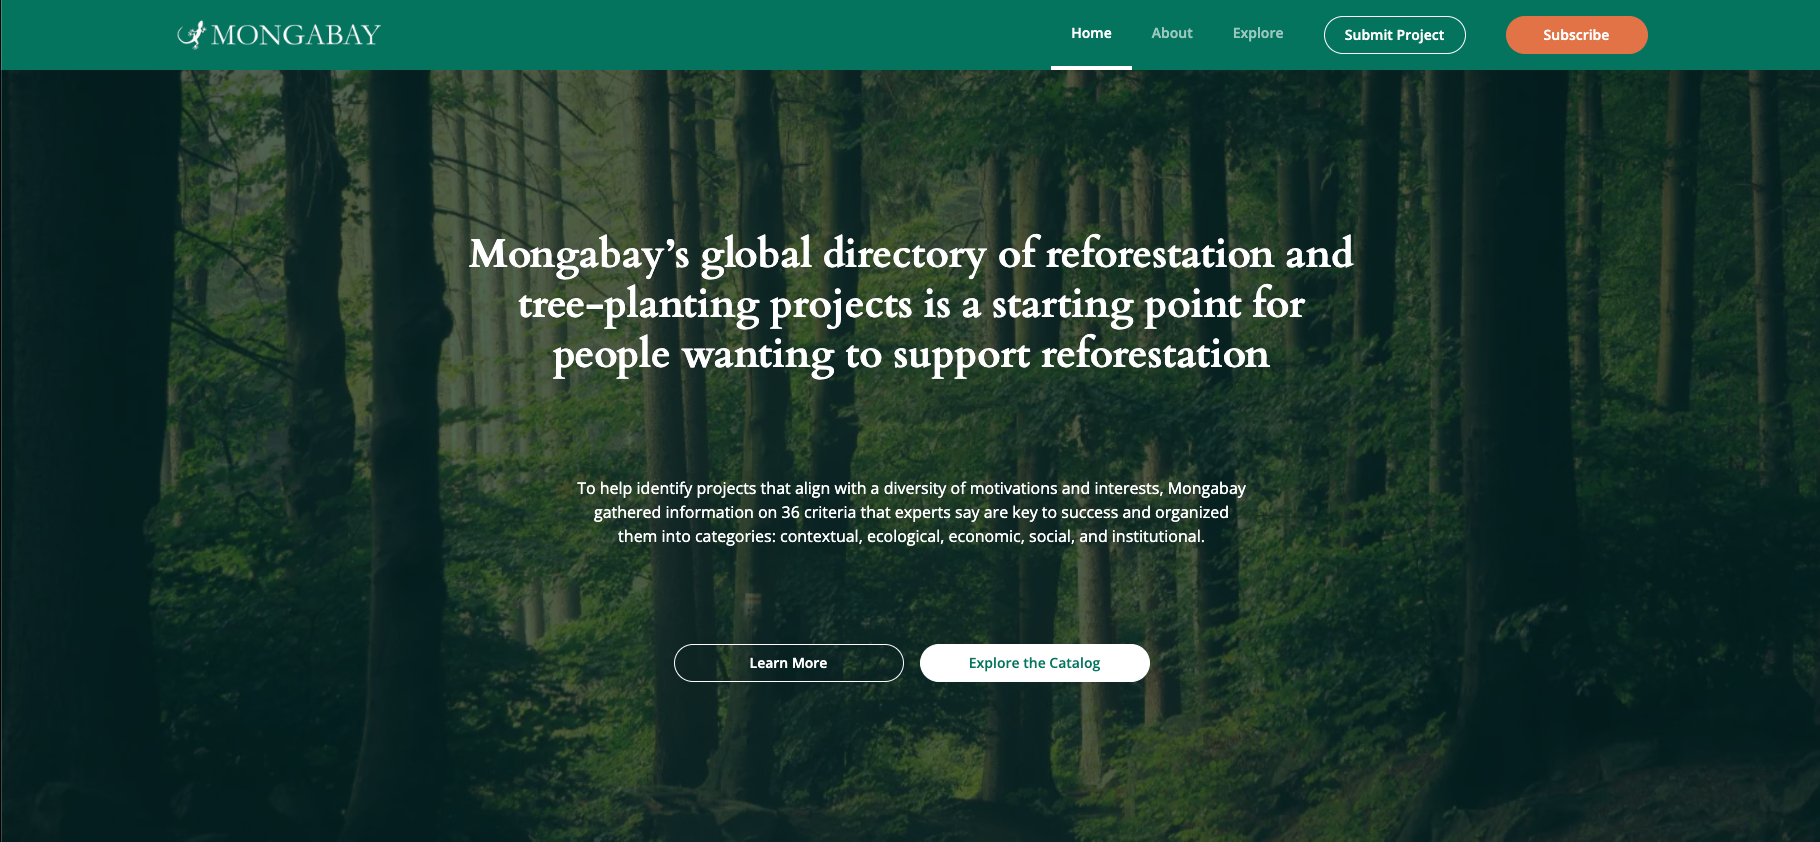 MONGABAY
Home
About
Explore
Submit Project
Subscribe
Mongabay’s global directory of reforestation and
tree-planting projects is a starting point for
people wanting to support reforestation
To help identify projects that align with a diversity of motivations and interests, Mongabay
gathered information on 36 criteria that experts say are key to success and organized
them into categories: contextual, ecological, economic, social, and institutional.
Learn More
Explore the Catalog